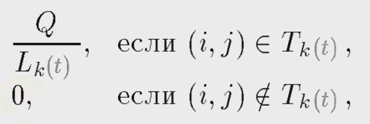 Q
L_{k(t)}, если (i, j) ∈ T_{k(t)} ,
0, если (i, j) ∉ T_{k(t)} ,